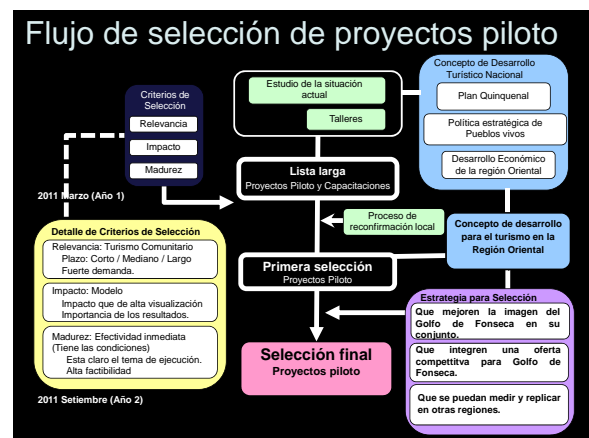 Flujo de selección de proyectos piloto
Criterios de
Selección
Relevancia
Impacto
Madurez
Estudio de la situación
actual
Talleres
Concepto de Desarrollo
Turístico Nacional
Plan Quinquenal
Política estratégica de
Pueblos vivos
Desarrollo Económico
de la región Oriental
Lista larga
Proyectos Piloto y Capacitaciones
2011 Marzo (Año 1)
Proceso de
reconfirmación local
Concepto de desarrollo
para el turismo en la
Región Oriental
Detalle de Criterios de Selección
Relevancia: Turismo Comunitario
Plazo: Corto / Mediano / Largo
Fuerte demanda.
Impacto: Modelo
Impacto que de alta visualización
Importancia de los resultados.
Madurez: Efectividad inmediata
(Tiene las condiciones)
Esta claro el tema de ejecución.
Alta factibilidad
Primera selección
Proyectos Piloto
Selección final
Proyectos piloto
Estrategia para Selección
Que mejoren la imagen del
Golfo de Fonseca en su
conjunto.
Que integren una oferta
competitva para Golfo de
Fonseca.
Que se puedan medir y replicar
en otras regiones.
2011 Setiembre (Año 2)